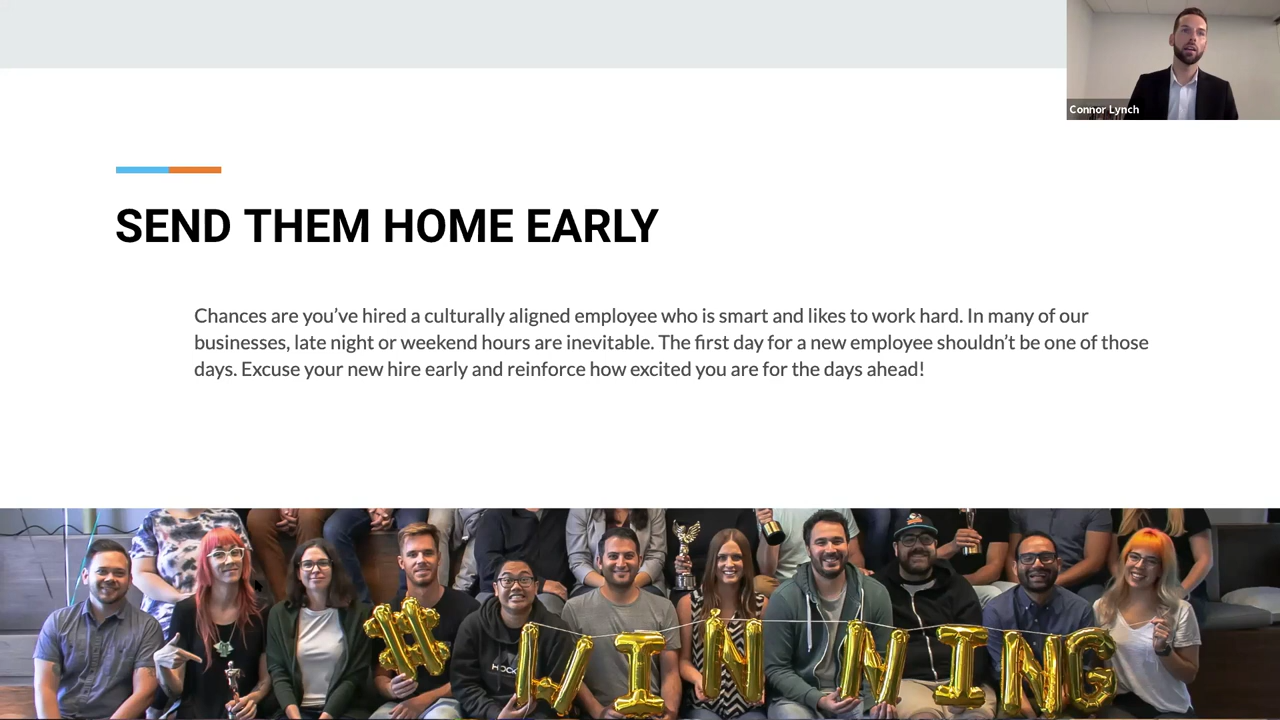 Connor Lynch
SEND THEM HOME EARLY
Chances are you’ve hired a culturally aligned employee who is smart and likes to work hard. In many of our
businesses, late night or weekend hours are inevitable. The first day for a new employee shouldn’t be one of those
days. Excuse your new hire early and reinforce how excited you are for the days ahead!
#WINNING